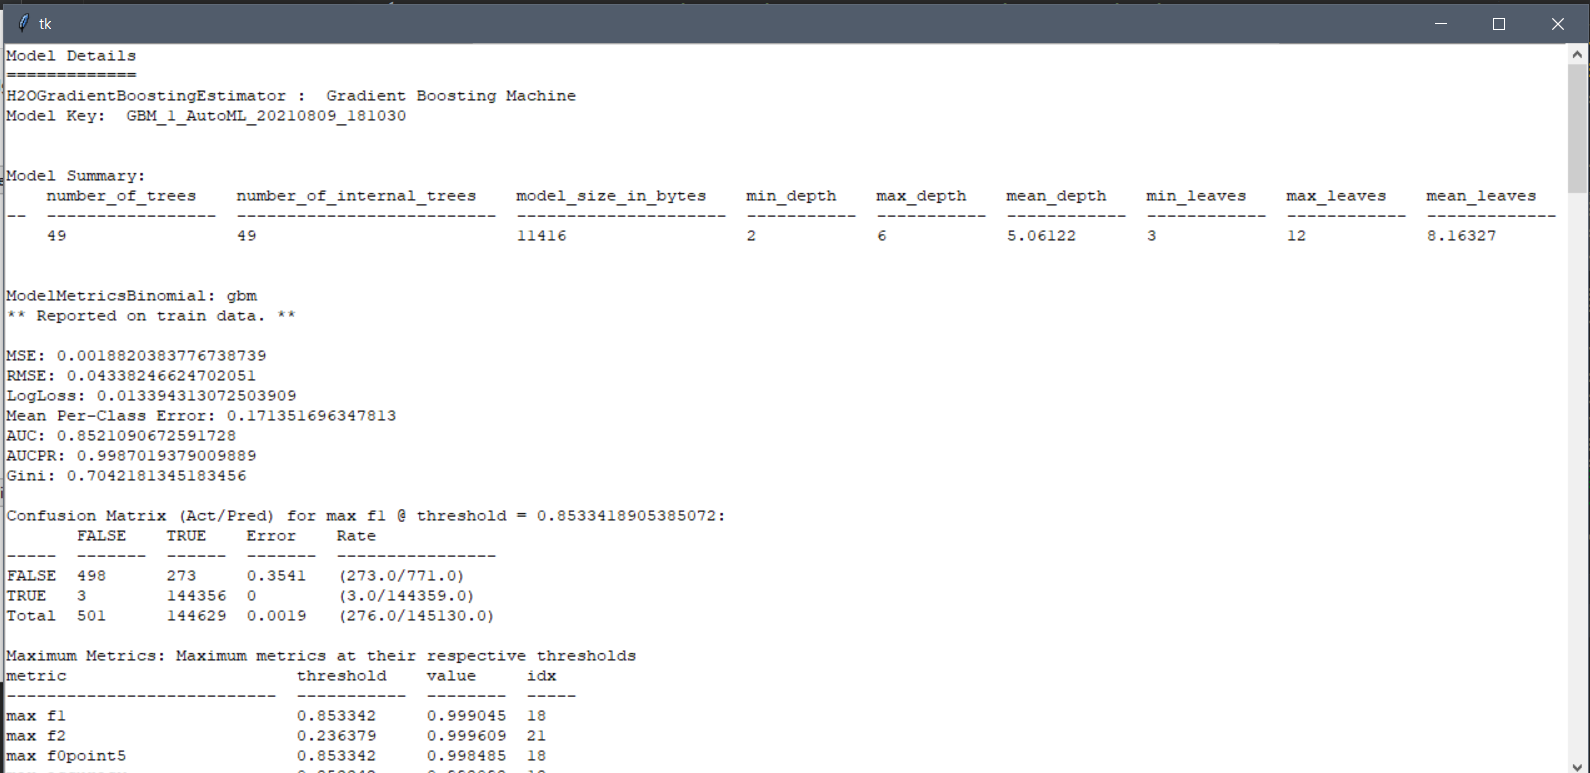 tk
Model Details
=============
H2OGradientBoostingEstimator :  Gradient Boosting Machine
Model Key:  GBM_1_AutoML_20210809_181030
Model Summary:
    number_of_trees    number_of_internal_trees    model_size_in_bytes    min_depth    max_depth    mean_depth    min_leaves    max_leaves    mean_leaves
--  -----------------  --------------------------  ---------------------  -----------  -----------  ------------  ------------  ------------  -------------
    49                 49                          11416                  2            6            5.06122       3             12            8.16327
ModelMetricsBinomial: gbm
** Reported on train data. **
MSE: 0.0018820383776738739
RMSE: 0.04338246624702051
LogLoss: 0.013394313072503909
Mean Per-Class Error: 0.171351696347813
AUC: 0.8521090672591728
AUCPR: 0.9987019379009889
Gini: 0.7042181345183456
Confusion Matrix (Act/Pred) for max f1 @ threshold = 0.8533418905385072:
       FALSE    TRUE    Error    Rate
-----  -------  ------  -------  ----------------
FALSE  498      273     0.3541   (273.0/771.0)
TRUE   3        144356  0        (3.0/144359.0)
Total  501      144629  0.0019   (276.0/145130.0)
Maximum Metrics: Maximum metrics at their respective thresholds
metric                       threshold    value     idx
---------------------------  -----------  --------  -----
max f1                       0.853342     0.999045  18
max f2                       0.236379     0.999609  21
max f0point5                 0.853342     0.998485  18